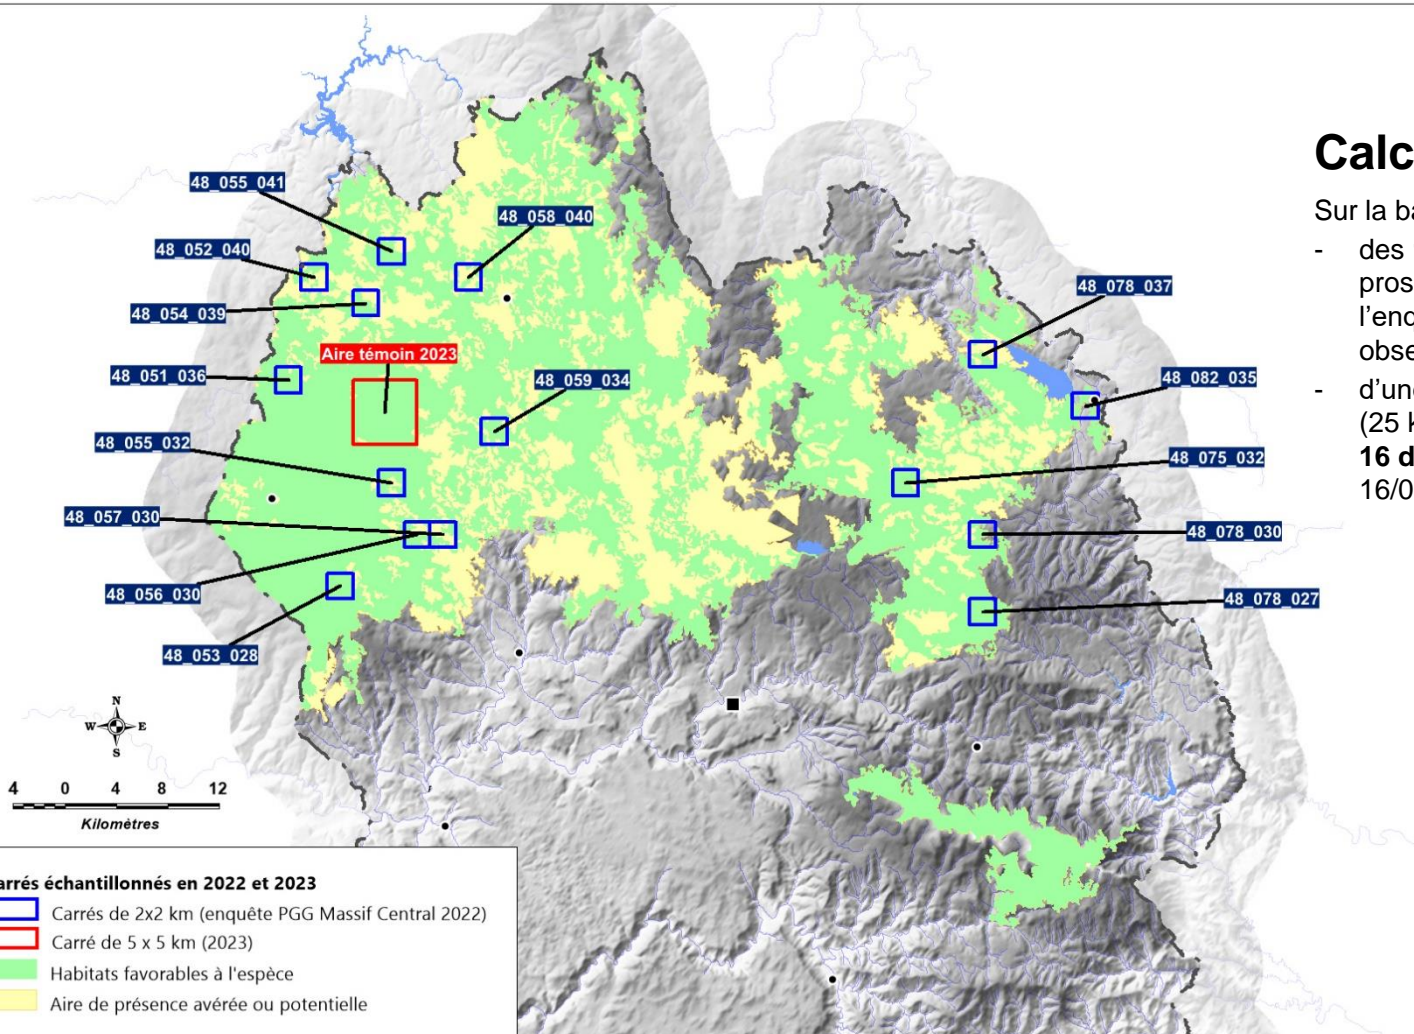 Calc
Sur la ba
- des
pros
l'enq
obse
- d'une
(25 k
16 d
16/0
48_055_041
48_058_040
48_052_040
48_054_039
48_078_037
Aire témoin 2023
48_051_036
48_059_034
48_082_035
48_055_032
48_075_032
48_057_030
48_078_030
48_056_030
48_078_027
48_053_028
N
W E
S
4 0 4 8 12
Kilomètres
arrés échantillonnés en 2022 et 2023
Carrés de 2x2 km (enquête PGG Massif Central 2022)
Carré de 5 x 5 km (2023)
Habitats favorables à l'espèce
Aire de présence avérée ou potentielle